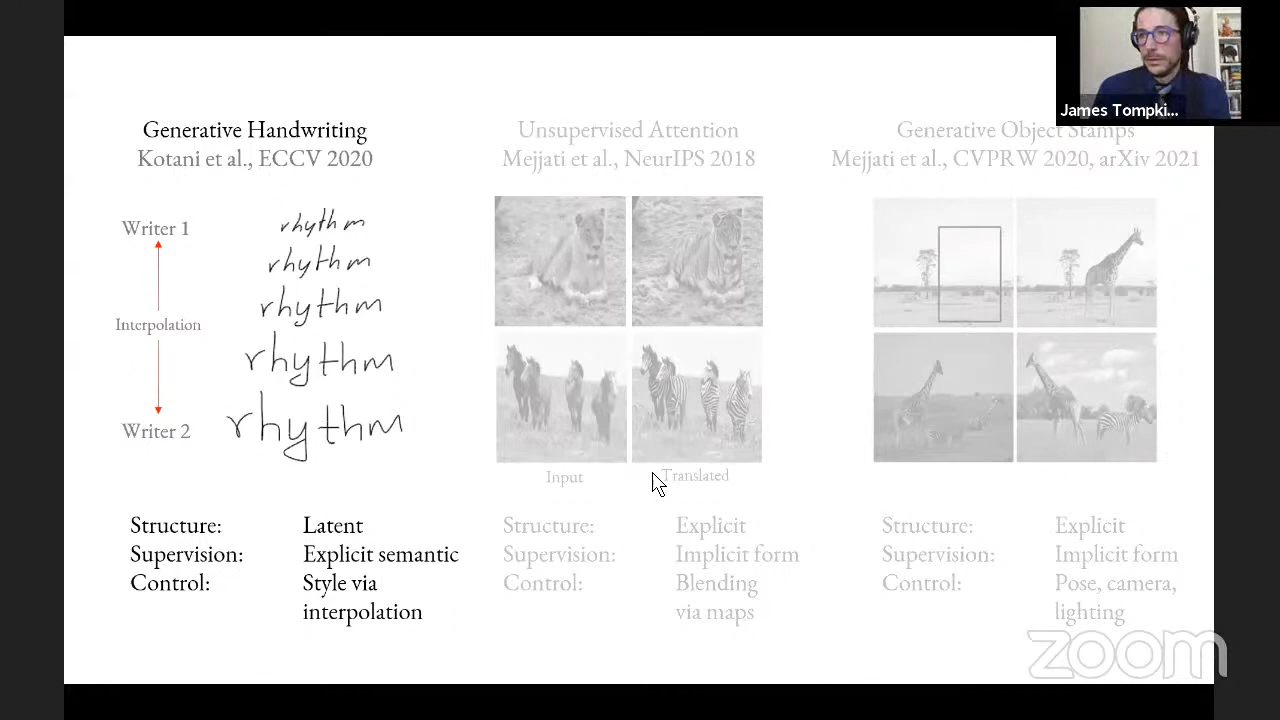 James Tompki...
Generative Handwriting
Kotani et al., ECCV 2020
Writer 1
Interpolation
Writer 2
rhythm
rhythm
rhythm
rhythm
rhythm
Structure: Latent
Supervision: Explicit semantic
Control: Style via
interpolation
Unsupervised Attention
Mejjati et al., NeurIPS 2018
Input
Translated
Structure: Explicit
Supervision: Implicit form
Control: Blending
via maps
Generative Object Stamps
Mejjati et al., CVPRW 2020, arXiv 2021
Structure: Explicit
Supervision: Implicit form
Control: Pose, camera,
lighting
zoom